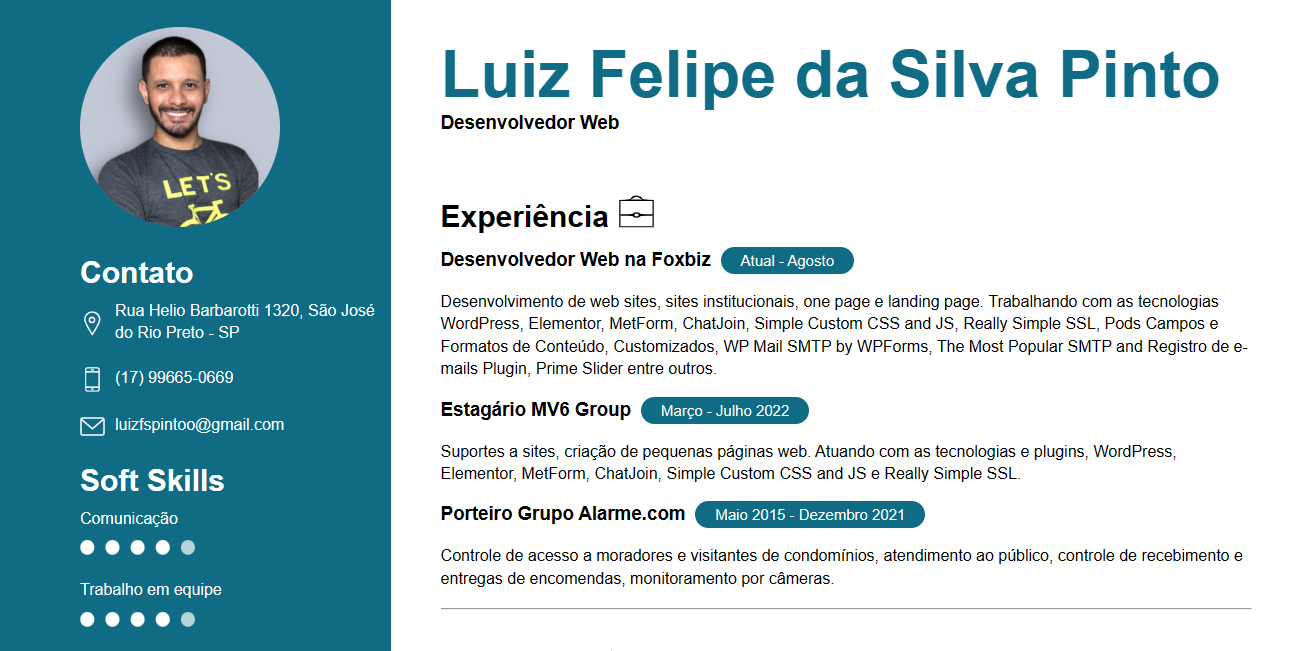 LET'S
Contato
Rua Helio Barbarotti 1320, São José
do Rio Preto - SP
(17) 99665-0669
luizfspintoo@gmail.com
Soft Skills
Comunicação
Trabalho em equipe
Luiz Felipe da Silva Pinto
Desenvolvedor Web
Experiência
Desenvolvedor Web na Foxbiz Atual - Agosto
Desenvolvimento de web sites, sites institucionais, one page e landing page. Trabalhando com as tecnologias
WordPress, Elementor, MetForm, ChatJoin, Simple Custom CSS and JS, Really Simple SSL, Pods Campos e
Formatos de Conteúdo, Customizados, WP Mail SMTP by WPForms, The Most Popular SMTP and Registro de e-
mails Plugin, Prime Slider entre outros.
Estagário MV6 Group Março - Julho 2022
Suportes a sites, criação de pequenas páginas web. Atuando com as tecnologias e plugins, WordPress,
Elementor, MetForm, ChatJoin, Simple Custom CSS and JS e Really Simple SSL.
Porteiro Grupo Alarme.com Maio 2015 - Dezembro 2021
Controle de acesso a moradores e visitantes de condomínios, atendimento ao público, controle de recebimento e
entregas de encomendas, monitoramento por câmeras.